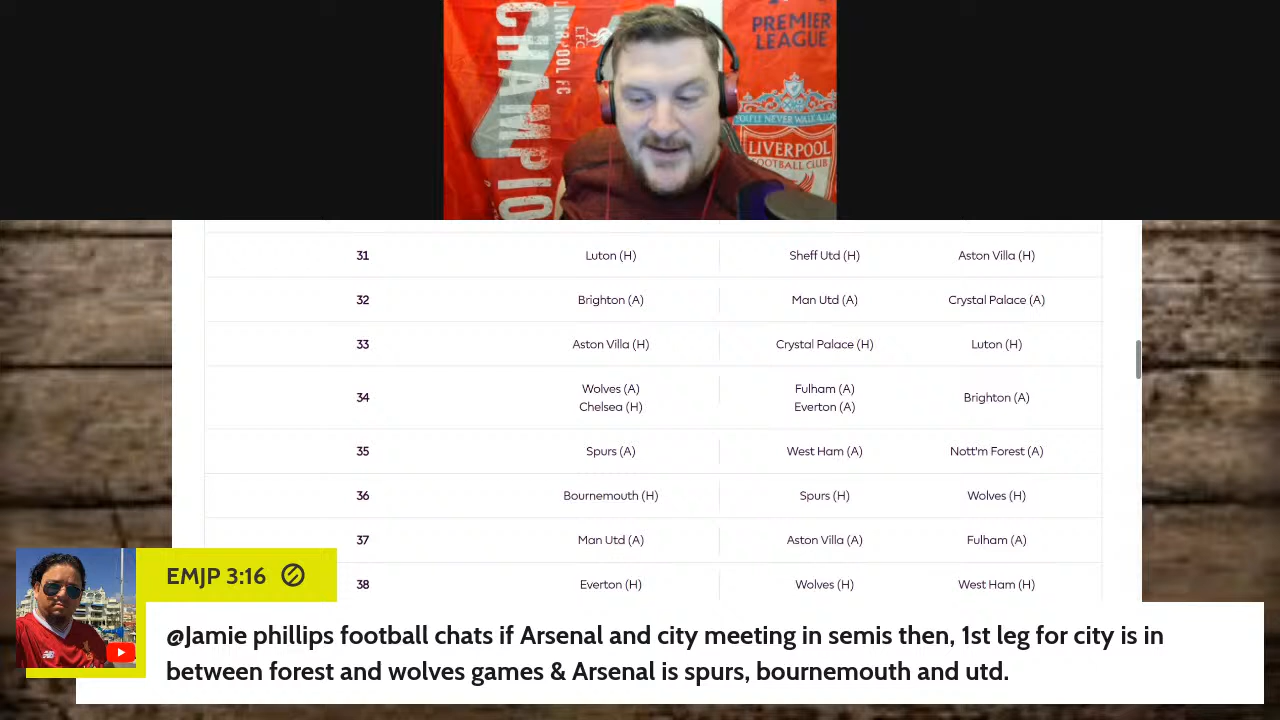 CHAMPIO
LIVERPOOL FC
LFC
PREMIER
LEAGUE
YOU'LL NEVER WALK ALON
LIVERPOOL
FOOTBALL CLUB
31 Luton (H) Sheff Utd (H) Aston Villa (H)
32 Brighton (A) Man Utd (A) Crystal Palace (A)
33 Aston Villa (H) Crystal Palace (H) Luton (H)
34 Wolves (A) Fulham (A) Brighton (A)
Chelsea (H) Everton (A)
35 Spurs (A) West Ham (A) Nott'm Forest (A)
36 Bournemouth (H) Spurs (H) Wolves (H)
37 Man Utd (A) Aston Villa (A) Fulham (A)
38 Everton (H) Wolves (H) West Ham (H)
EMJP 3:16
@Jamie phillips football chats if Arsenal and city meeting in semis then, 1st leg for city is in
between forest and wolves games & Arsenal is spurs, bournemouth and utd.